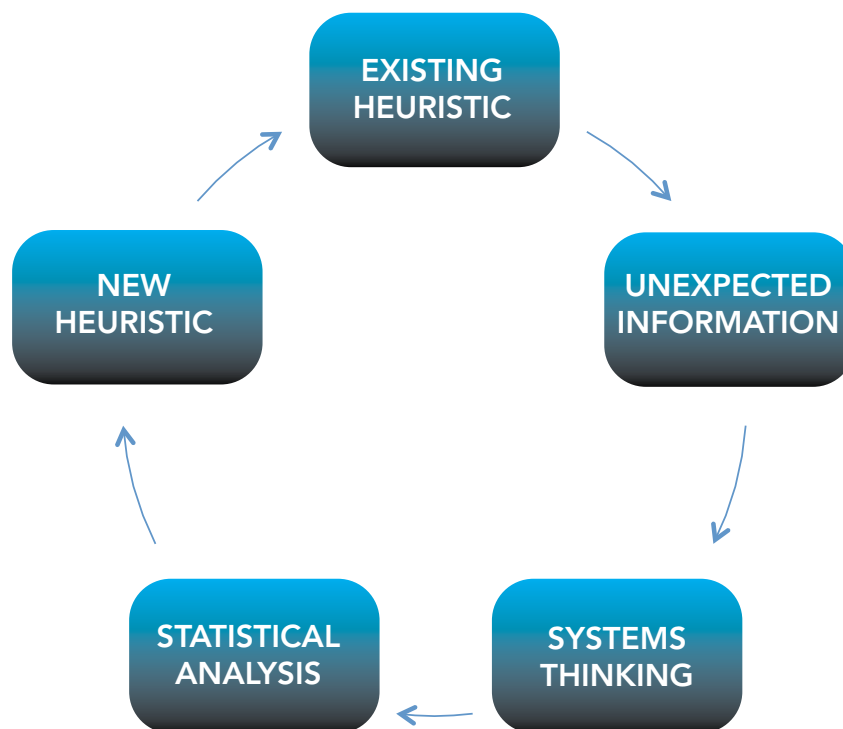 EXISTING
HEURISTIC
UNEXPECTED
INFORMATION
SYSTEMS
THINKING
STATISTICAL
ANALYSIS
NEW
HEURISTIC